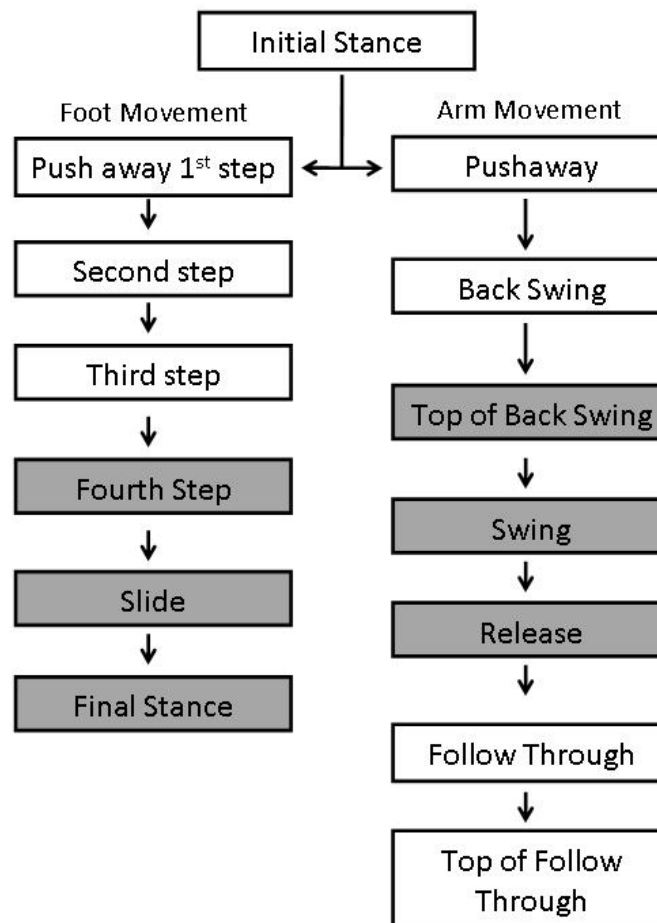 Initial Stance
Foot Movement
Push away 1st step
Second step
Third step
Fourth Step
Slide
Final Stance
Arm Movement
Pushaway
Back Swing
Top of Back Swing
Swing
Release
Follow Through
Top of Follow
Through